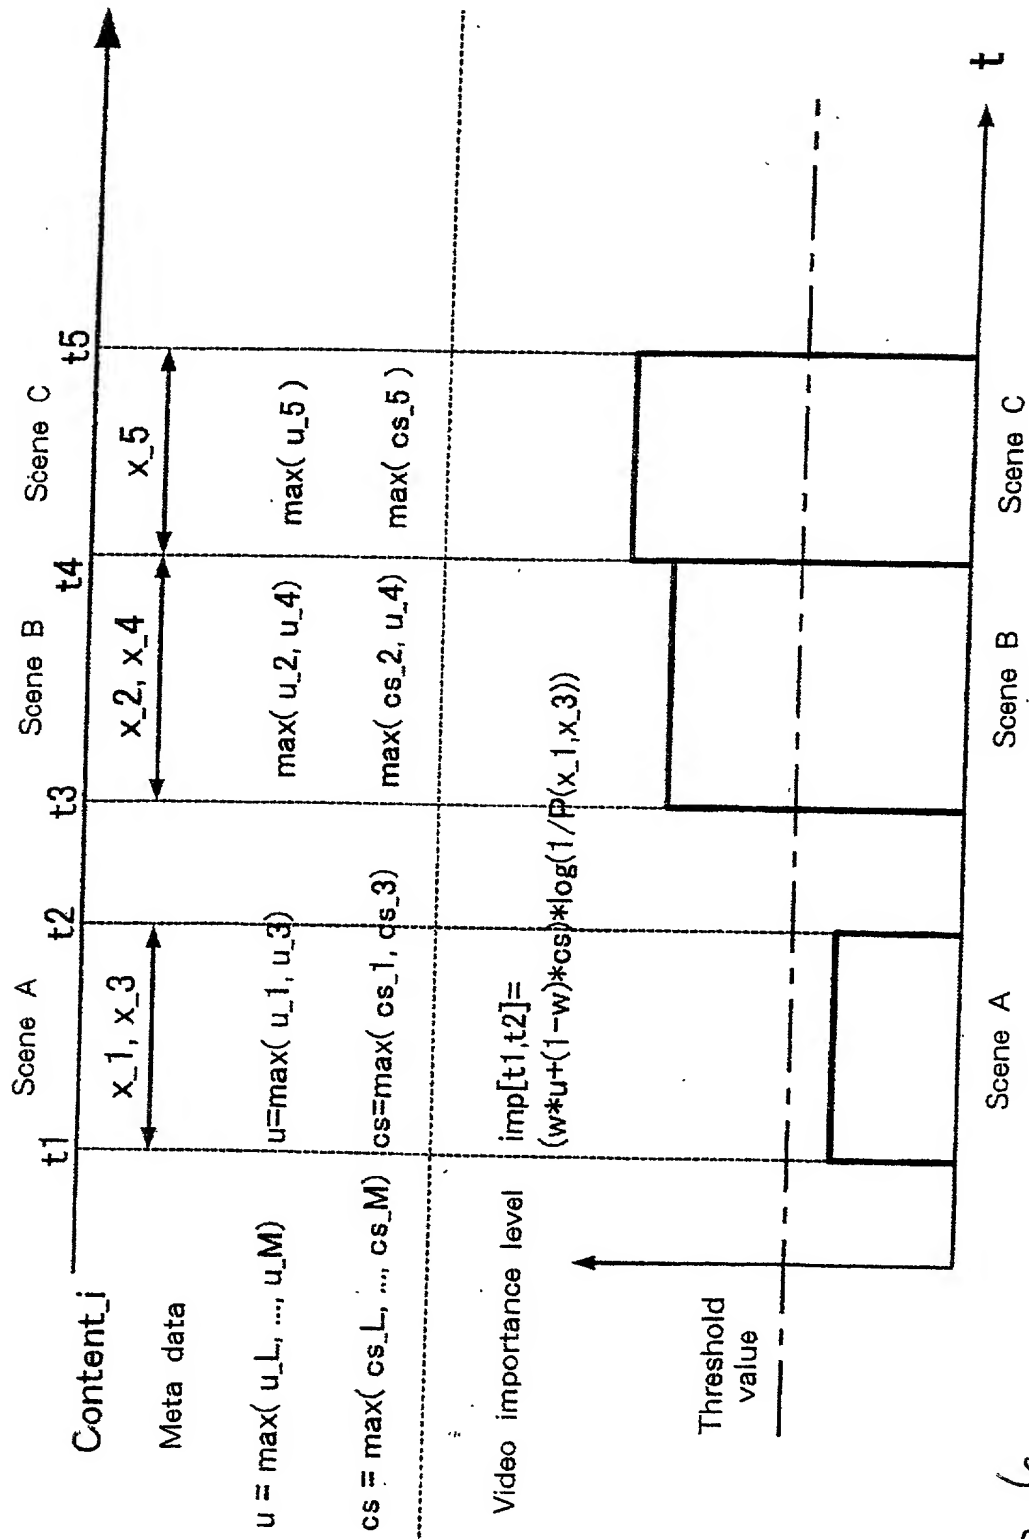 Scene A Scene B Scene C
Content_i t1 t2 t3 t4 t5
Meta data x_1, x_3 x_2, x_4 x_5
u = max( u_L, ..., u_M) u=max( u_1, u_3) max( u_2, u_4) max( u_5 )
cs = max( cs_L, ..., cs_M) cs=max( cs_1, cs_3) max( cs_2, u_4) max( cs_5 )
Video importance level
imp[t1,t2]=
(w*u+(1-w)*cs)*log(1/P(x_1,x_3))
Threshold
value
t
Scene A Scene B Scene C